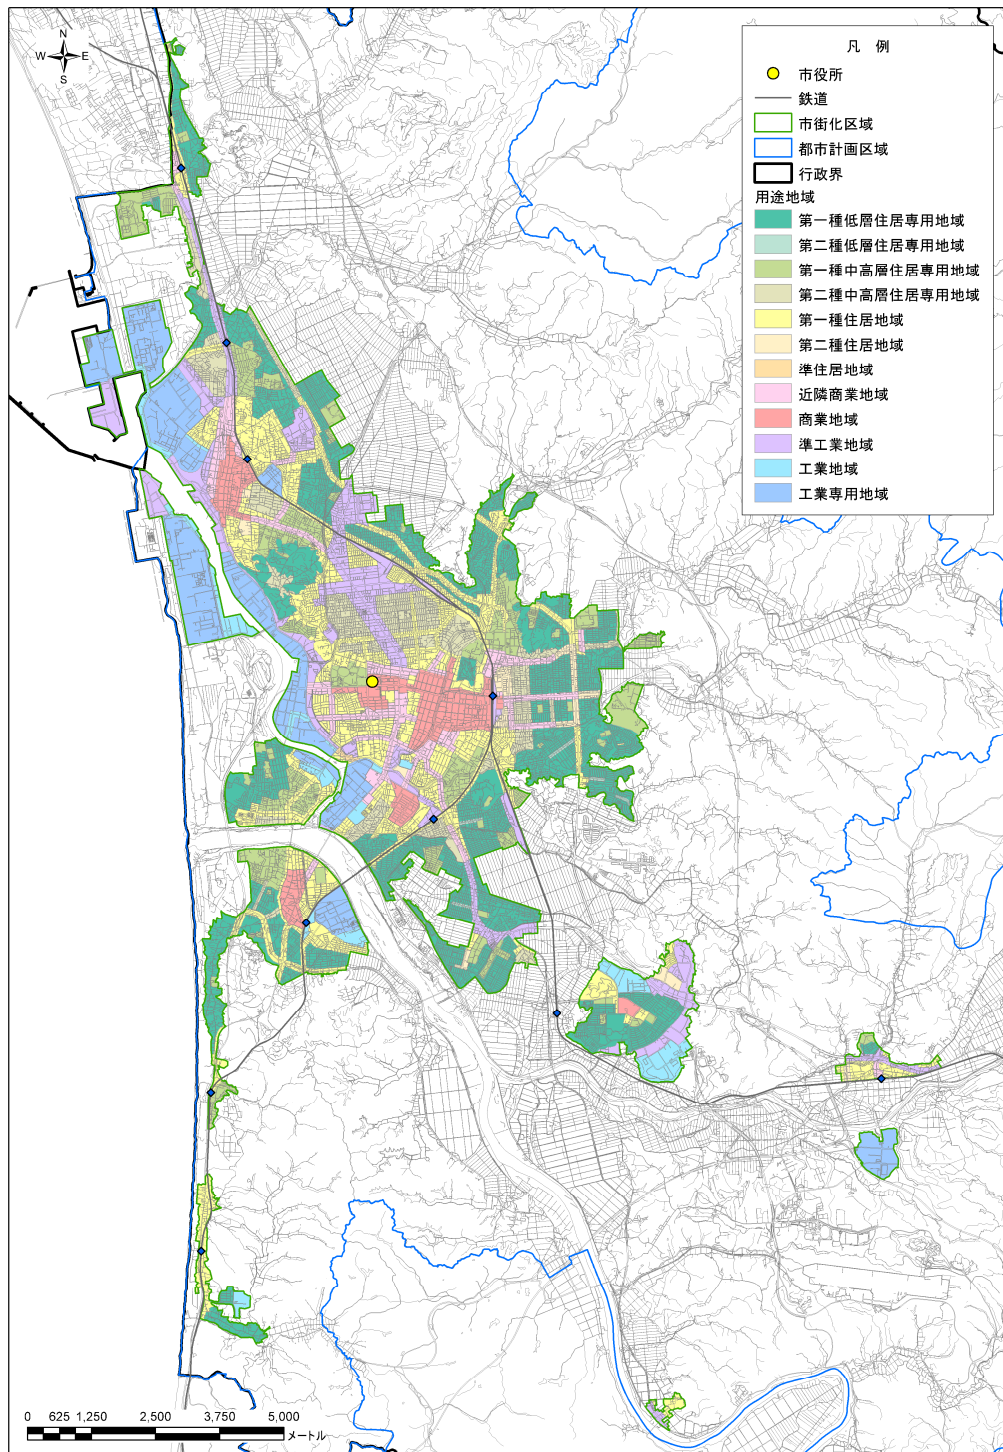 N
W E
S
凡 例
市役所
鉄道
市街化区域
都市計画区域
行政界
用途地域
第一種低層住居専用地域
第二種低層住居専用地域
第一種中高層住居専用地域
第二種中高層住居専用地域
第一種住居地域
第二種住居地域
準住居地域
近隣商業地域
商業地域
準工業地域
工業地域
工業専用地域
0 625 1,250 2,500 3,750 5,000
メートル